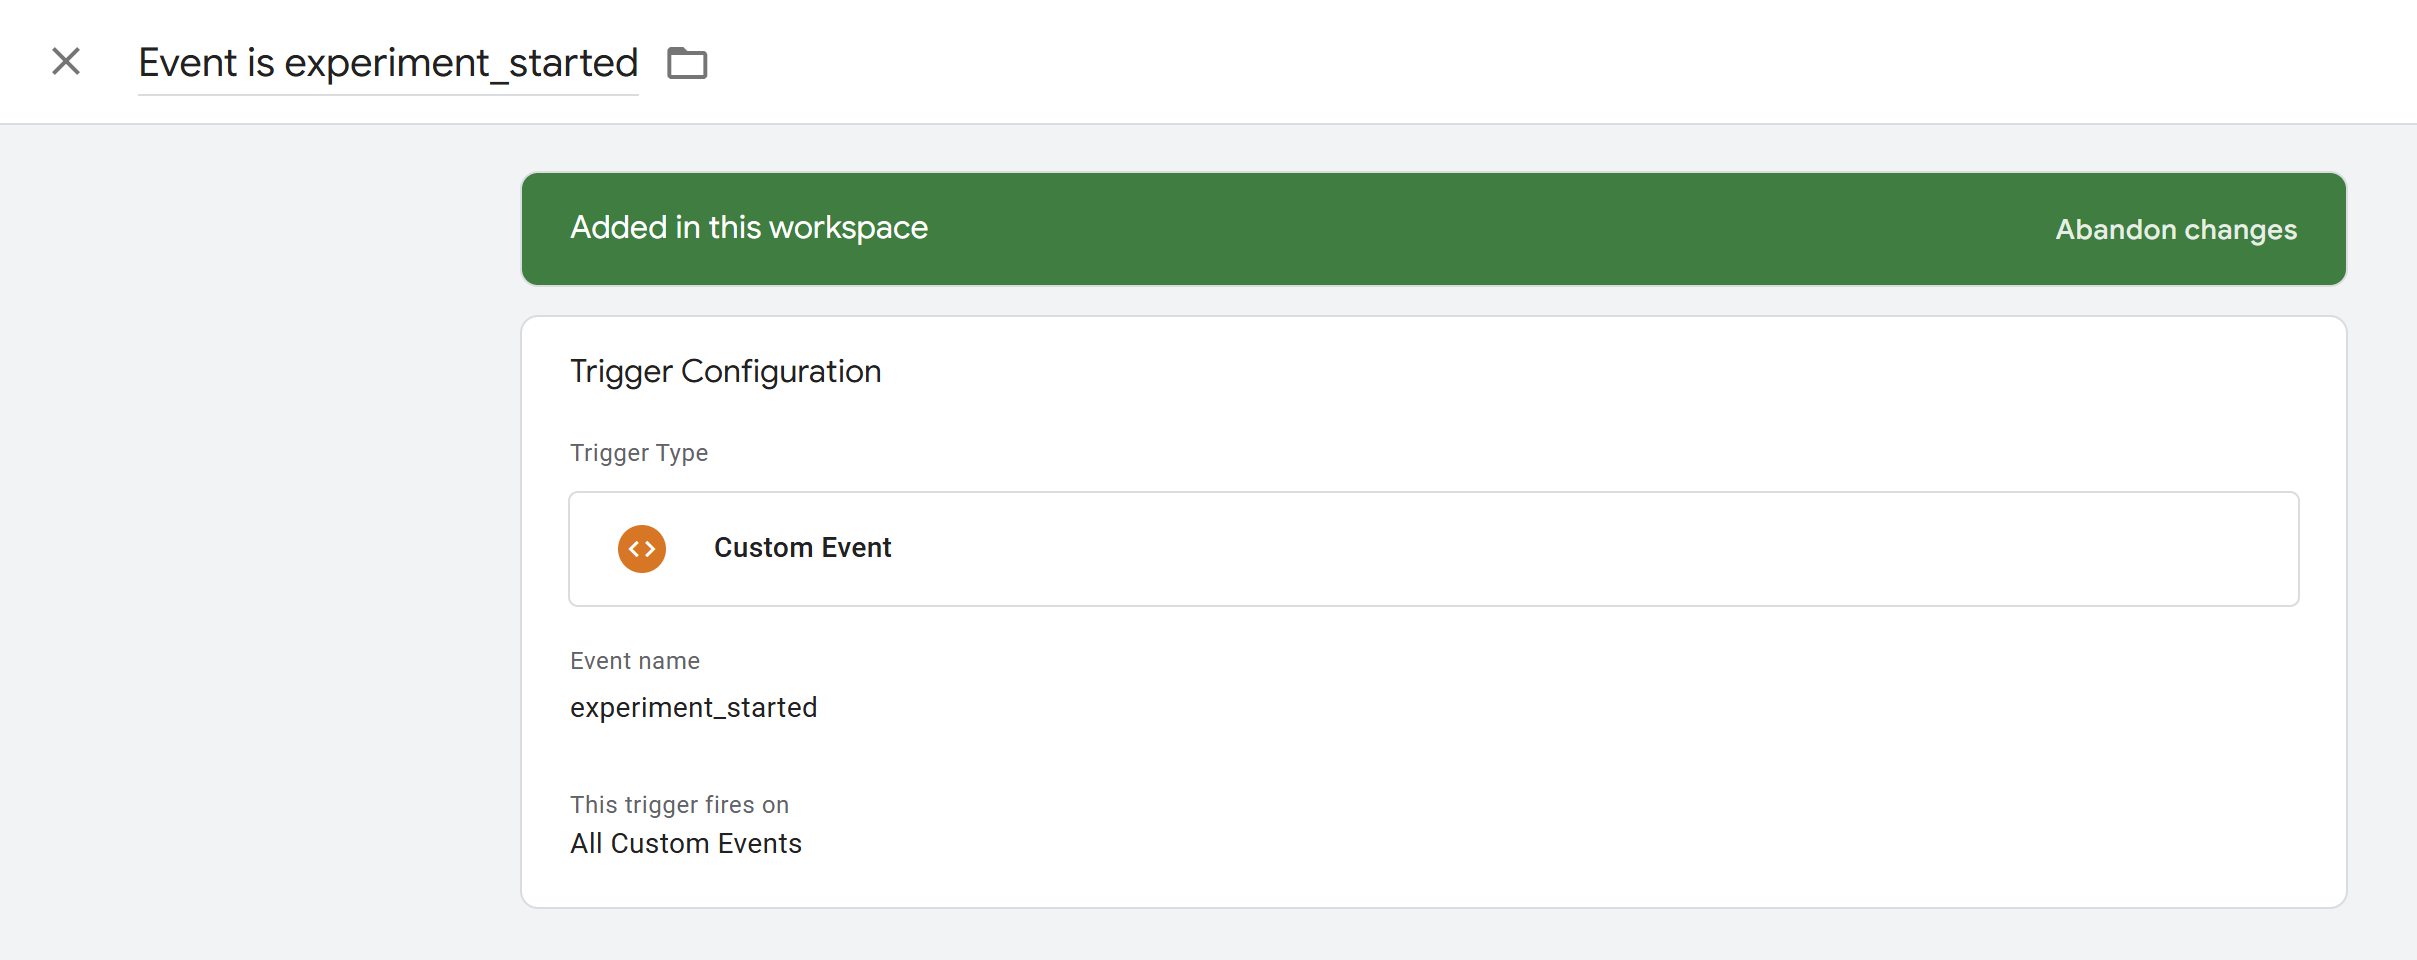 Event is experiment_started
Added in this workspace
Abandon changes
Trigger Configuration
Trigger Type
Custom Event
Event name
experiment_started
This trigger fires on
All Custom Events